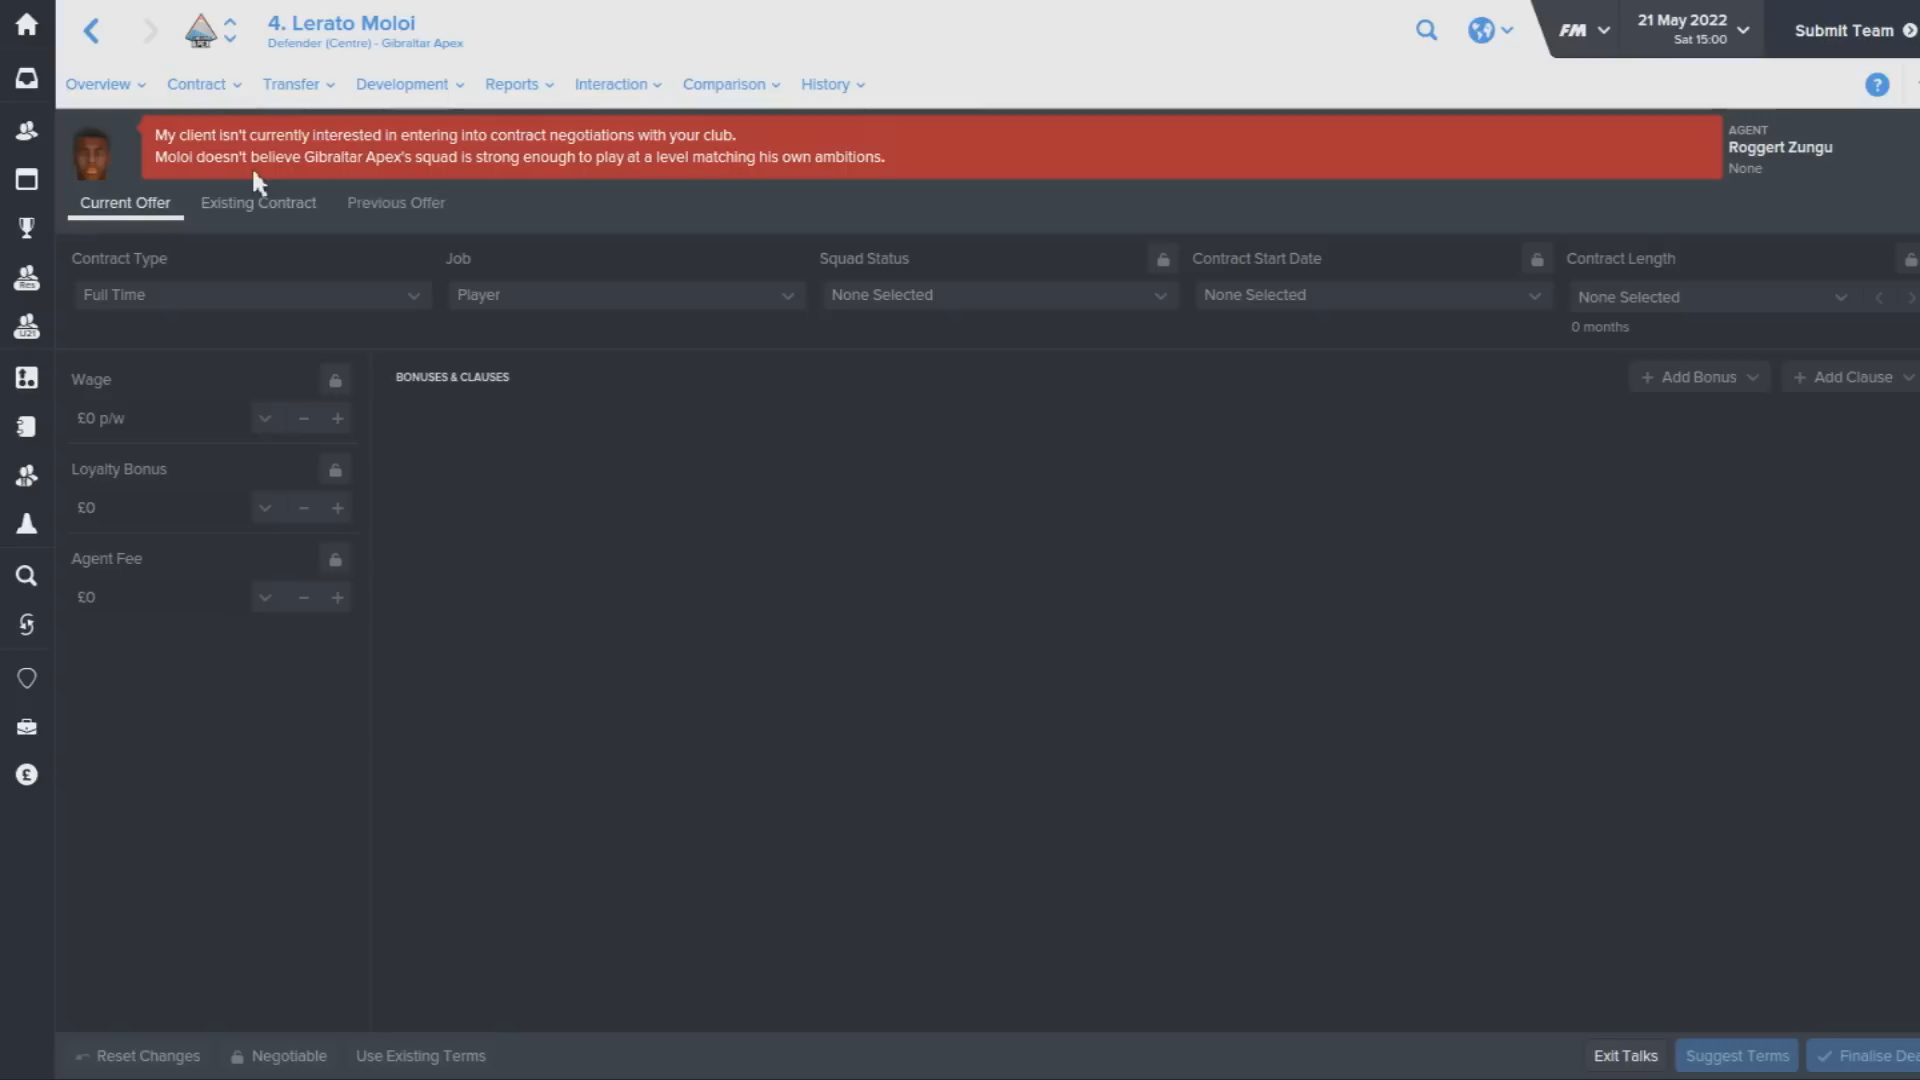 4. Lerato Moloi
Defender (Centre) - Gibraltar Apex
FM
21 May 2022
Sat 15:00
Submit Team
Overview
Contract
Transfer
Development
Reports
Interaction
Comparison
History
?
My client isn't currently interested in entering into contract negotiations with your club.
Moloi doesn't believe Gibraltar Apex's squad is strong enough to play at a level matching his own ambitions.
AGENT
Roggert Zungu
None
Current Offer
Existing Contract
Previous Offer
Contract Type
Job
Squad Status
Contract Start Date
Contract Length
Full Time
Player
None Selected
None Selected
None Selected
0 months
Wage
£0 p/w
Loyalty Bonus
£0
Agent Fee
£0
BONUSES & CLAUSES
+ Add Bonus
+ Add Clause
Res
U21
£
Reset Changes
Negotiable
Use Existing Terms
Exit Talks
Suggest Terms
Finalise Dea